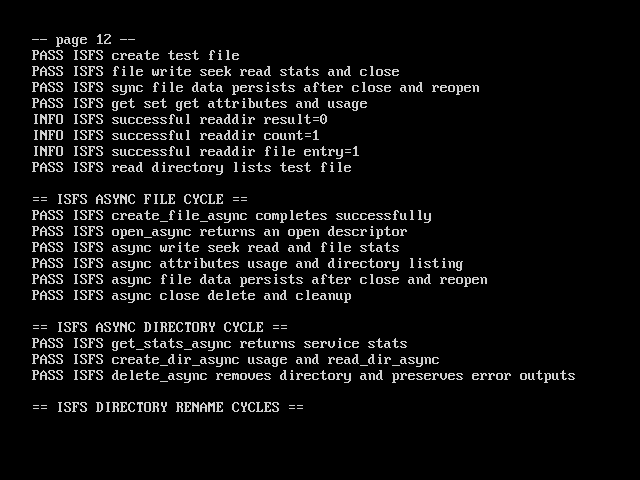 -- page 12 --
PASS ISFS create test file
PASS ISFS file write seek read stats and close
PASS ISFS sync file data persists after close and reopen
PASS ISFS get set get attributes and usage
INFO ISFS successful readdir result=0
INFO ISFS successful readdir count=1
INFO ISFS successful readdir file entry=1
PASS ISFS read directory lists test file
== ISFS ASYNC FILE CYCLE ==
PASS ISFS create_file_async completes successfully
PASS ISFS open_async returns an open descriptor
PASS ISFS async write seek read and file stats
PASS ISFS async attributes usage and directory listing
PASS ISFS async file data persists after close and reopen
PASS ISFS async close delete and cleanup
== ISFS ASYNC DIRECTORY CYCLE ==
PASS ISFS get_stats_async returns service stats
PASS ISFS create_dir_async usage and read_dir_async
PASS ISFS delete_async removes directory and preserves error outputs
== ISFS DIRECTORY RENAME CYCLES ==